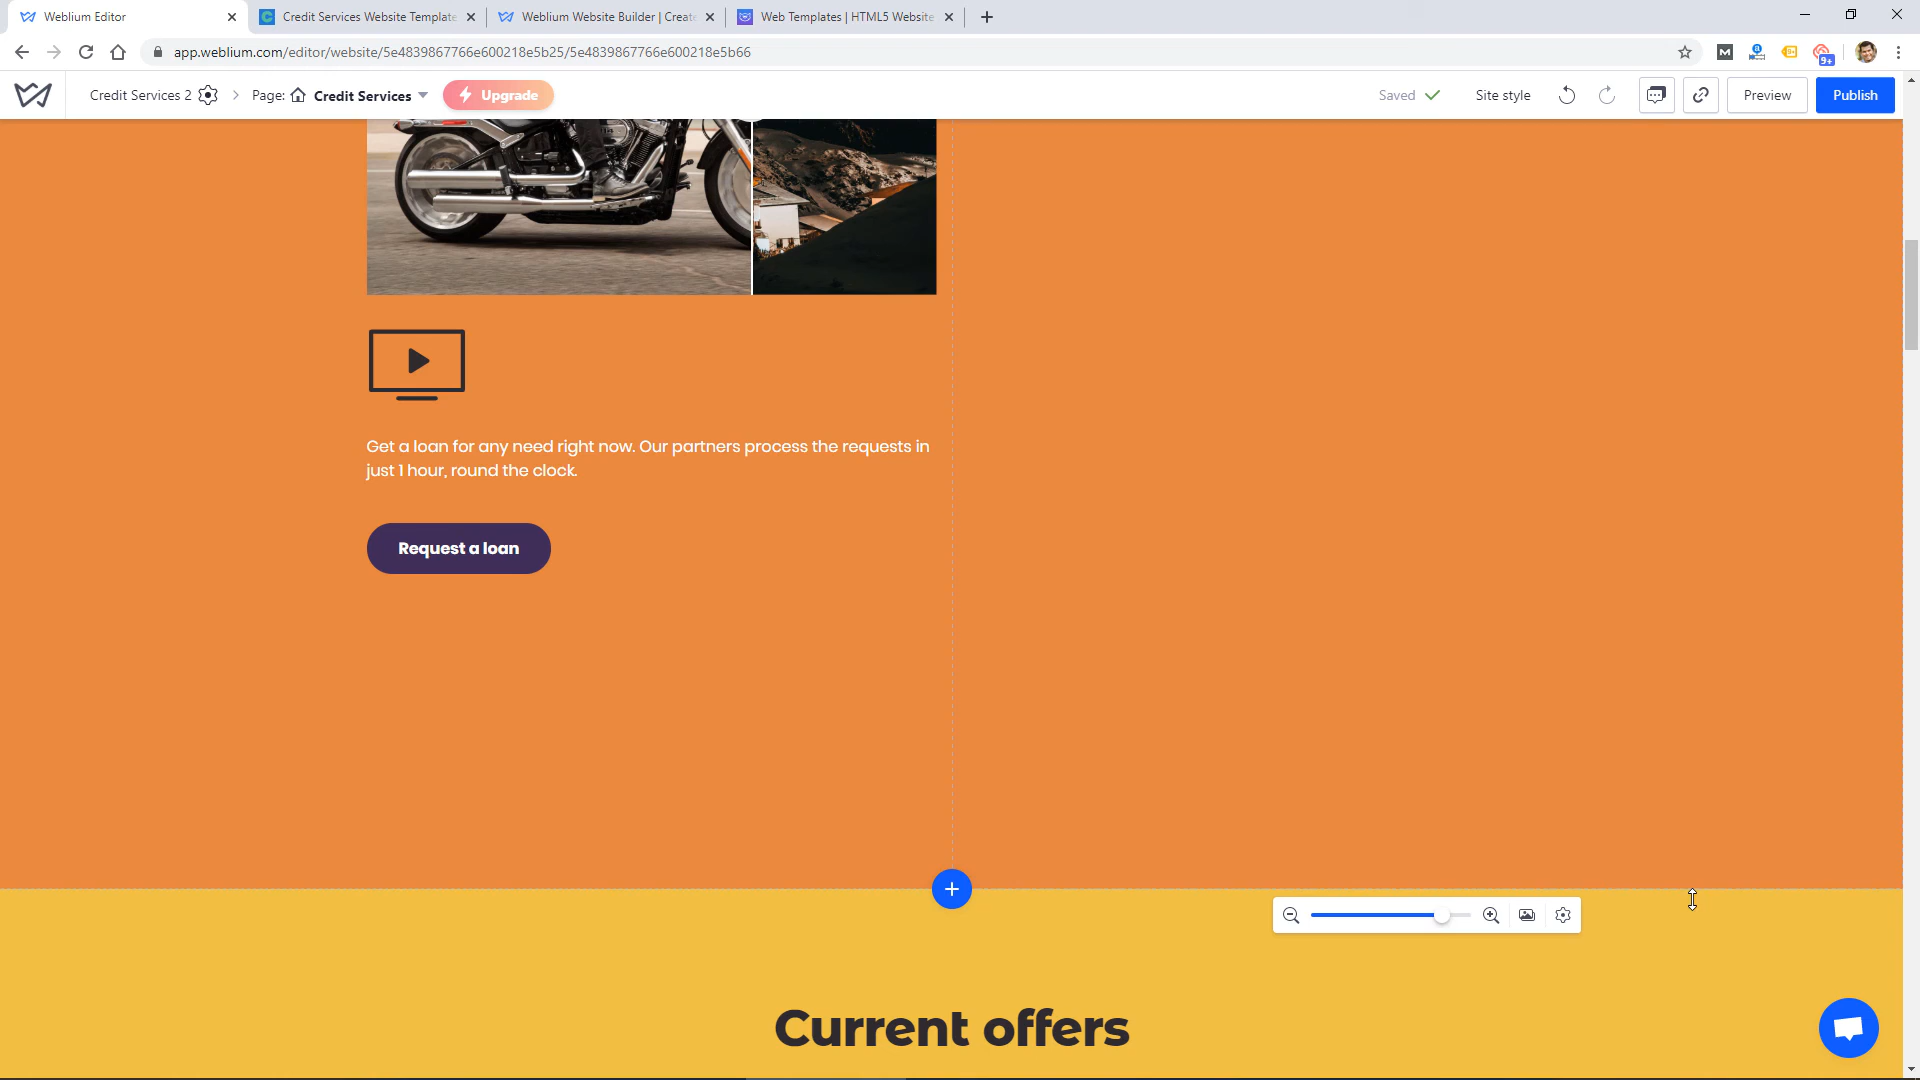 Weblium Editor
Credit Services Website Template
Weblium Website Builder | Creat
Web Templates | HTML5 Website
app.weblium.com/editor/website/5e4839867766e600218e5b25/5e4839867766e600218e5b66
M
9+
Credit Services 2
Page:
Credit Services
Upgrade
Saved
Site style
Preview
Publish
Get a loan for any need right now. Our partners process the requests in
just 1 hour, round the clock.
Request a loan
Current offers